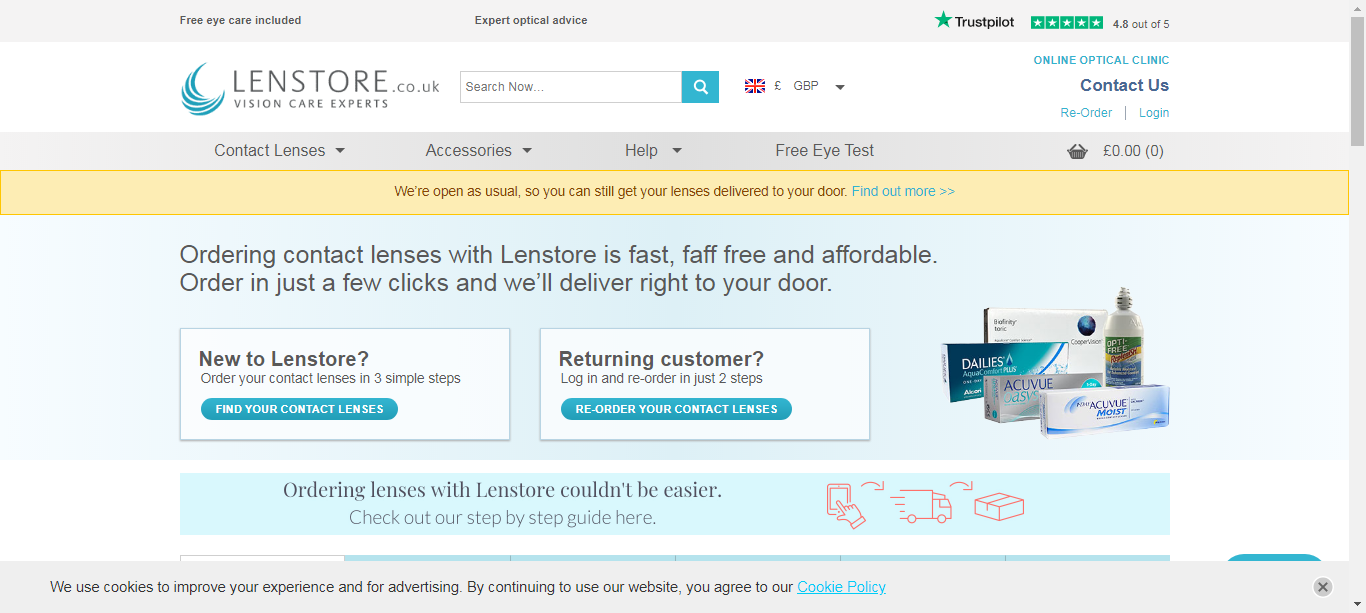 Free eye care included
Expert optical advice
Trustpilot
4.8 out of 5
LENSTORE.co.uk
VISION CARE EXPERTS
Search Now...
£ GBP
ONLINE OPTICAL CLINIC
Contact Us
Re-Order | Login
Contact Lenses
Accessories
Help
Free Eye Test
£0.00 (0)
We're open as usual, so you can still get your lenses delivered to your door. Find out more >>
Ordering contact lenses with Lenstore is fast, faff free and affordable.
Order in just a few clicks and we'll deliver right to your door.
New to Lenstore?
Order your contact lenses in 3 simple steps
FIND YOUR CONTACT LENSES
Returning customer?
Log in and re-order in just 2 steps
RE-ORDER YOUR CONTACT LENSES
Biofinity
toric
CooperVision
OPTI-FREE
DAILIES
AquaComfort PLUS
Alcon
ACUVUE
OASYS
1-DAY ACUVUE
MOIST
Ordering lenses with Lenstore couldn't be easier.
Check out our step by step guide here.
We use cookies to improve your experience and for advertising. By continuing to use our website, you agree to our Cookie Policy